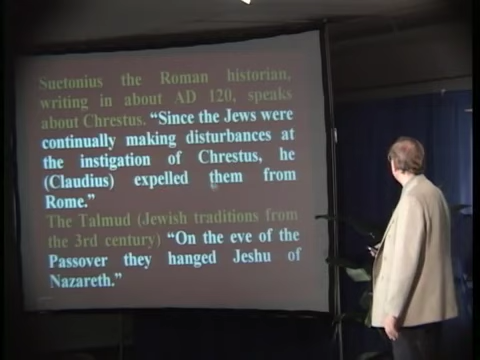 Suetonius the Roman historian,
writing in about AD 120, speaks
about Chrestus. “Since the Jews were
continually making disturbances at
the instigation of Chrestus, he
(Claudius) expelled them from
Rome.”
The Talmud (Jewish traditions from
the 3rd century) “On the eve of the
Passover they hanged Jeshu of
Nazareth.”